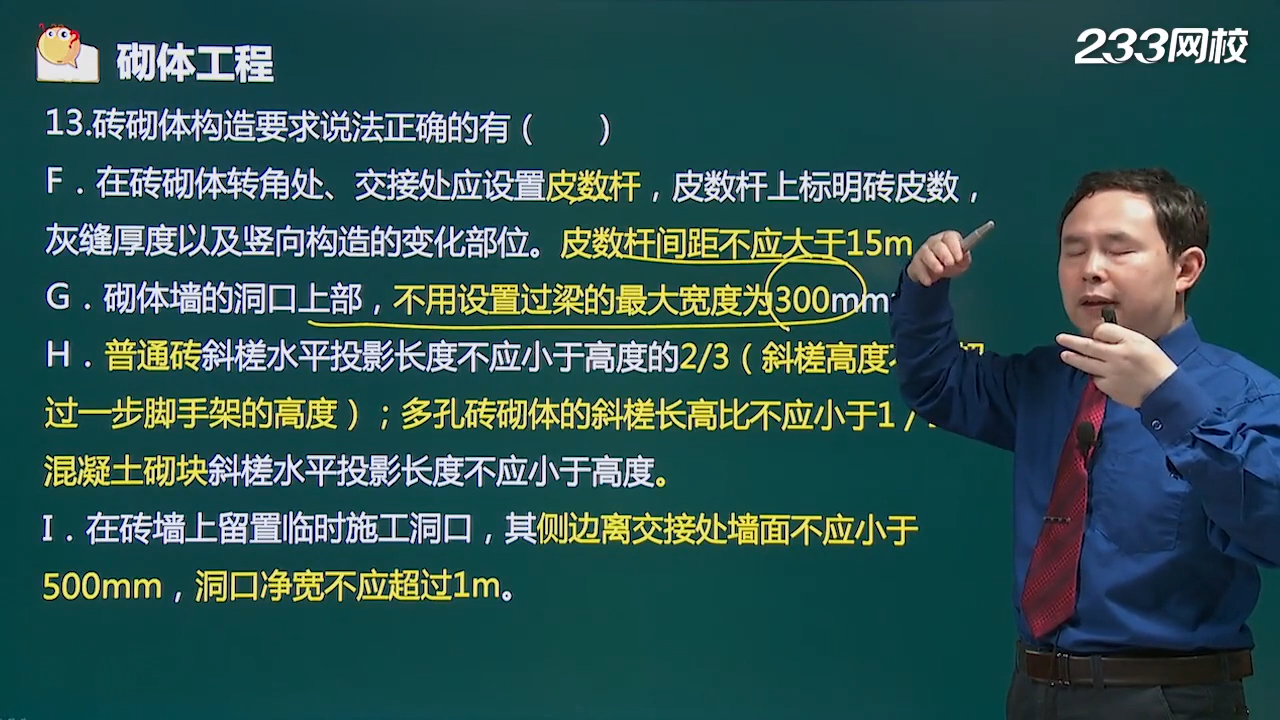 233网校
砌体工程
13.砖砌体构造要求说法正确的有（　　）
F．在砖砌体转角处、交接处应设置皮数杆，皮数杆上标明砖皮数，
灰缝厚度以及竖向构造的变化部位。皮数杆间距不应大于15m
G．砌体墙的洞口上部，不用设置过梁的最大宽度为300mm
H．普通砖斜槎水平投影长度不应小于高度的2/3（斜槎高度
过一步脚手架的高度）；多孔砖砌体的斜槎长高比不应小于1/
混凝土砌块斜槎水平投影长度不应小于高度。
I．在砖墙上留置临时施工洞口，其侧边离交接处墙面不应小于
500mm，洞口净宽不应超过1m。